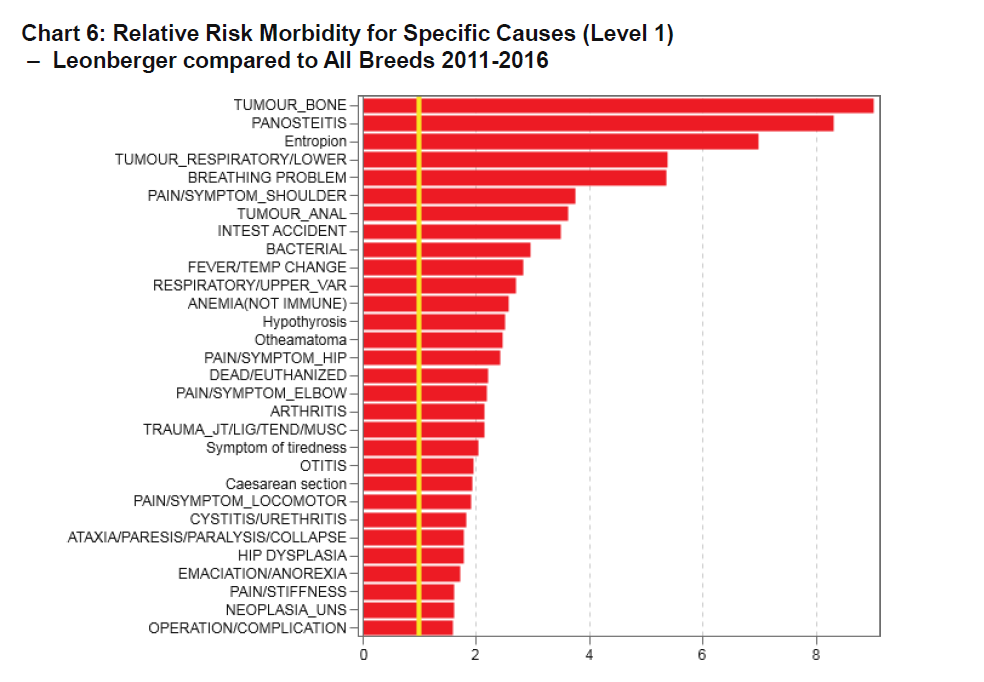 Chart 6: Relative Risk Morbidity for Specific Causes (Level 1)
– Leonberger compared to All Breeds 2011-2016
TUMOUR_BONE
PANOSTEITIS
Entropion
TUMOUR_RESPIRATORY/LOWER
BREATHING PROBLEM
PAIN/SYMPTOM_SHOULDER
TUMOUR_ANAL
INTEST ACCIDENT
BACTERIAL
FEVER/TEMP CHANGE
RESPIRATORY/UPPER_VAR
ANEMIA(NOT IMMUNE)
Hypothyrosis
Otheamatoma
PAIN/SYMPTOM_HIP
DEAD/EUTHANIZED
PAIN/SYMPTOM_ELBOW
ARTHRITIS
TRAUMA_JT/LIG/TEND/MUSC
Symptom of tiredness
OTITIS
Caesarean section
PAIN/SYMPTOM_LOCOMOTOR
CYSTITIS/URETHRITIS
ATAXIA/PARESIS/PARALYSIS/COLLAPSE
HIP DYSPLASIA
EMACIATION/ANOREXIA
PAIN/STIFFNESS
NEOPLASIA_UNS
OPERATION/COMPLICATION
0 2 4 6 8